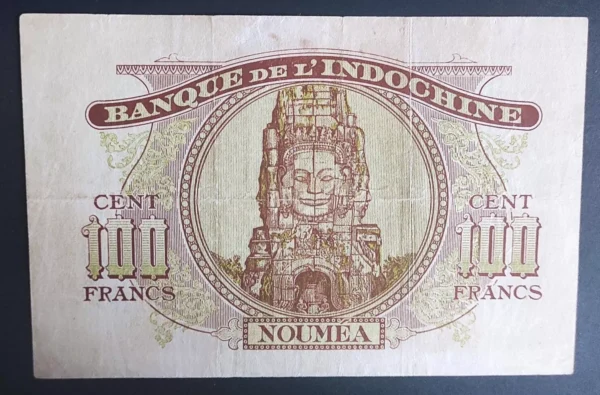 BANQUE DE L'INDOCHINE
CENT
100
FRANCS
CENT
100
FRANCS
NOUMÉA